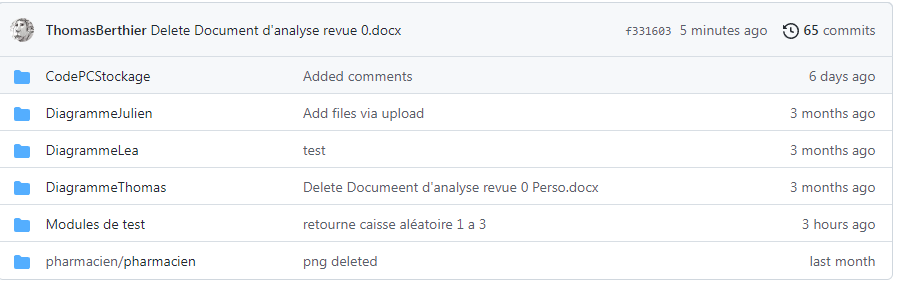 ThomasBerthier Delete Document d'analyse revue 0.docx f331603 5 minutes ago 65 commits
CodePCStockage Added comments 6 days ago
DiagrammeJulien Add files via upload 3 months ago
DiagrammeLea test 3 months ago
DiagrammeThomas Delete Documeent d'analyse revue 0 Perso.docx 3 months ago
Modules de test retourne caisse aléatoire 1 a 3 3 hours ago
pharmacien/pharmacien png deleted last month